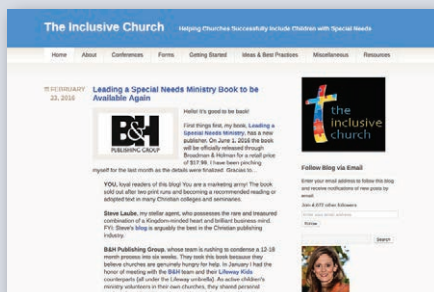 The Inclusive Church
Helping Churches Successfully Include Children with Special Needs
Home About Conferences Forms Getting Started Ideas & Best Practices Miscellaneous Resources
FEBRUARY
23, 2016
Leading a Special Needs Ministry Book to be
Available Again
B&H
PUBLISHING GROUP
Hello! It's good to be back!
First things first, my book, Leading a
Special Needs Ministry, has a new
publisher. On June 1, 2016 the book
will be officially released through
Broadman & Holman for a retail price
of $17.99. I have been pinching
myself for the last month as the details were finalized. Gracias to...
YOU, loyal readers of this blog! You are a marketing army! The book
sold out after two print runs and becoming a recommended reading or
adopted text in many Christian colleges and seminaries.
Steve Laube, my stellar agent, who possesses the rare and treasured
combination of a Kingdom-minded heart and brilliant business mind.
FYI: Steve's blog is arguably the best in the Christian publishing
industry.
B&H Publishing Group, whose team is rushing to condense a 12-18
month process into six weeks. They took this book because they
believe churches are genuinely hungry for help. In January I had the
honor of meeting with the B&H team and their Lifeway Kids
counterparts (all under the Lifeway umbrella). As active children's
ministry volunteers in their own churches, they shared personal
the
inclusive
church
Follow Blog via Email
Enter your email address to follow this blog
and receive notifications of new posts by
email.
Join 4,072 other followers
Enter your email address
Follow
Search